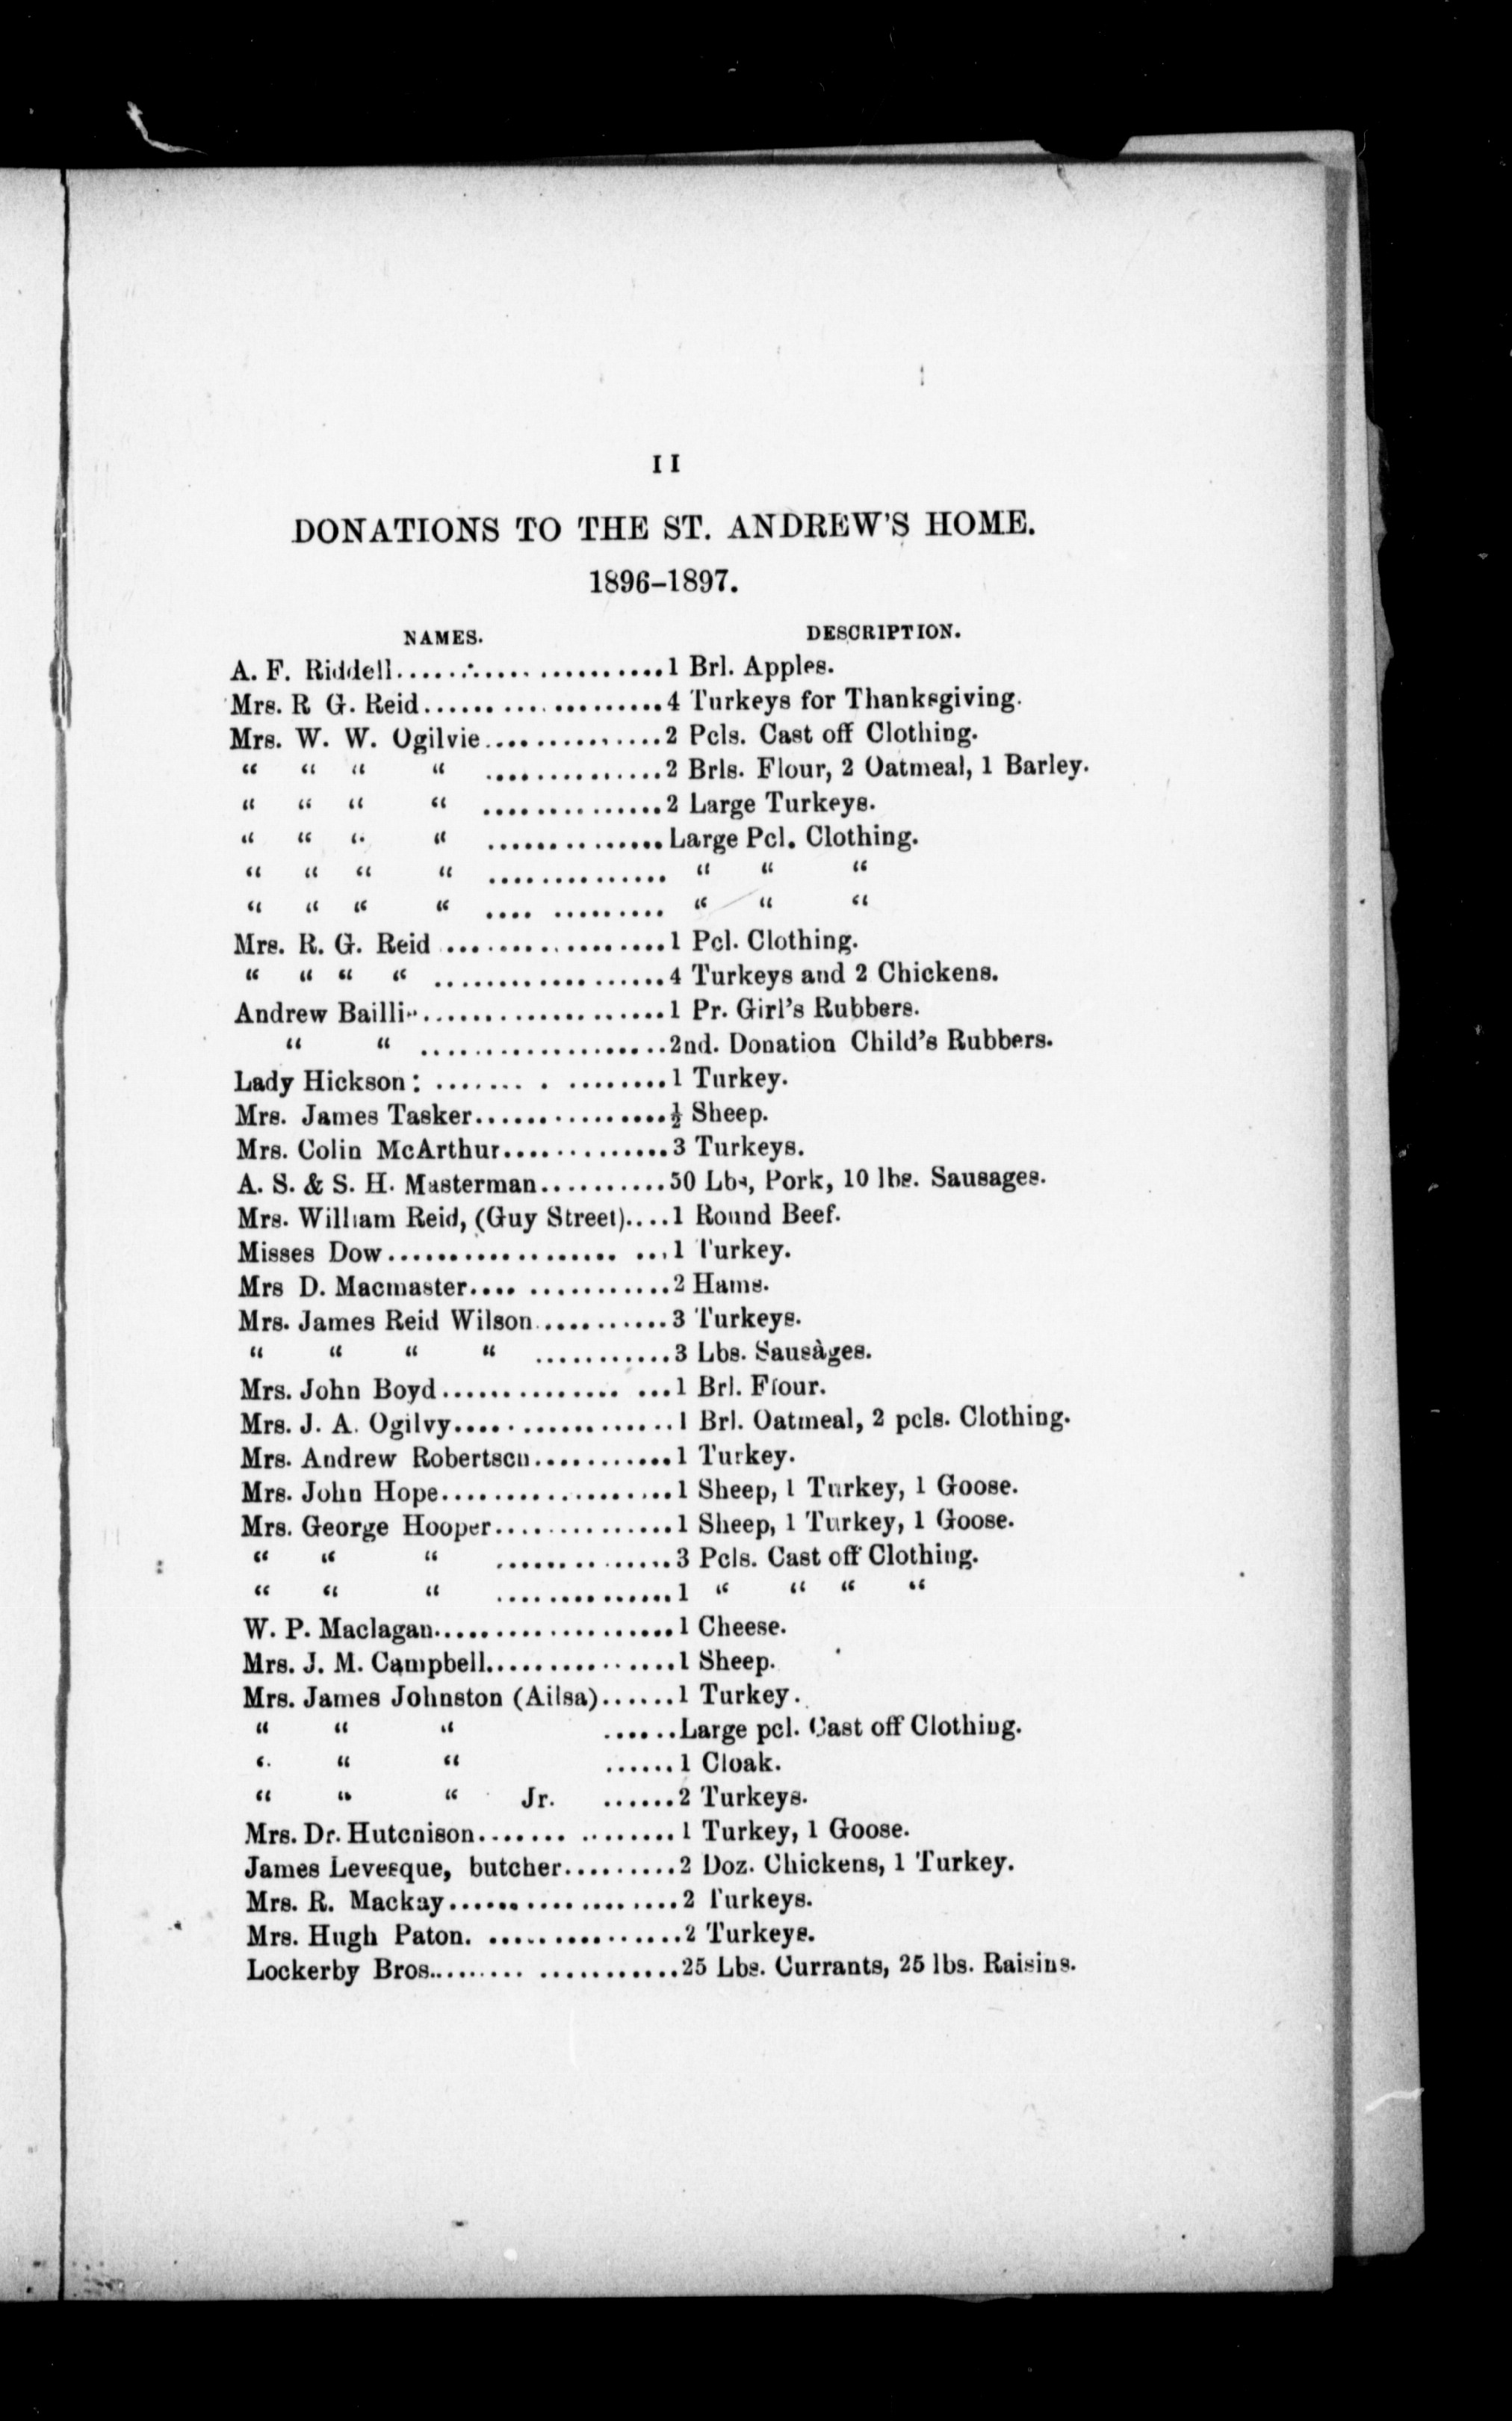 11
DONATIONS TO THE ST. ANDREW'S HOME.
1896-1897.
NAMES. DESCRIPTION.
A. F. Riddell..........................1 Brl. Apples.
Mrs. R G. Reid......................4 Turkeys for Thanksgiving.
Mrs. W. W. Ogilvie................2 Pcls. Cast off Clothing.
“ “ “ “ ..............2 Brls. Flour, 2 Oatmeal, 1 Barley.
“ “ “ “ ..............2 Large Turkeys.
“ “ “ “ ..............Large Pcl. Clothing.
“ “ “ “ .............. “ “ “
“ “ “ “ .... ......... “ “ “
Mrs. R. G. Reid ..................1 Pcl. Clothing.
“ “ “ “ ..................4 Turkeys and 2 Chickens.
Andrew Baillie....................1 Pr. Girl's Rubbers.
“ “ ...................2nd. Donation Child's Rubbers.
Lady Hickson: ....... . ........1 Turkey.
Mrs. James Tasker................½ Sheep.
Mrs. Colin McArthur.............3 Turkeys.
A. S. & S. H. Masterman..........50 Lbs, Pork, 10 lbs. Sausages.
Mrs. William Reid, (Guy Street)....1 Round Beef.
Misses Dow.................. ...1 Turkey.
Mrs D. Macmaster.... ...........2 Hams.
Mrs. James Reid Wilson...........3 Turkeys.
“ “ “ “ ...........3 Lbs. Sausages.
Mrs. John Boyd.............. ...1 Brl. Flour.
Mrs. J. A. Ogilvy..................1 Brl. Oatmeal, 2 pcls. Clothing.
Mrs. Andrew Robertson...........1 Turkey.
Mrs. John Hope..................1 Sheep, 1 Turkey, 1 Goose.
Mrs. George Hooper..............1 Sheep, 1 Turkey, 1 Goose.
“ “ “ ..............3 Pcls. Cast off Clothing.
“ “ “ ..............1 “ “ “ “
W. P. Maclagan...................1 Cheese.
Mrs. J. M. Campbell...............1 Sheep.
Mrs. James Johnston (Ailsa)......1 Turkey.
“ “ “ ......Large pcl. Cast off Clothing.
“ “ “ ......1 Cloak.
“ “ “ Jr. ......2 Turkeys.
Mrs. Dr. Hutchison....... ........1 Turkey, 1 Goose.
James Levesque, butcher.........2 Doz. Chickens, 1 Turkey.
Mrs. R. Mackay..................2 Turkeys.
Mrs. Hugh Paton. ...............2 Turkeys.
Lockerby Bros......... ...........25 Lbs. Currants, 25 lbs. Raisins.